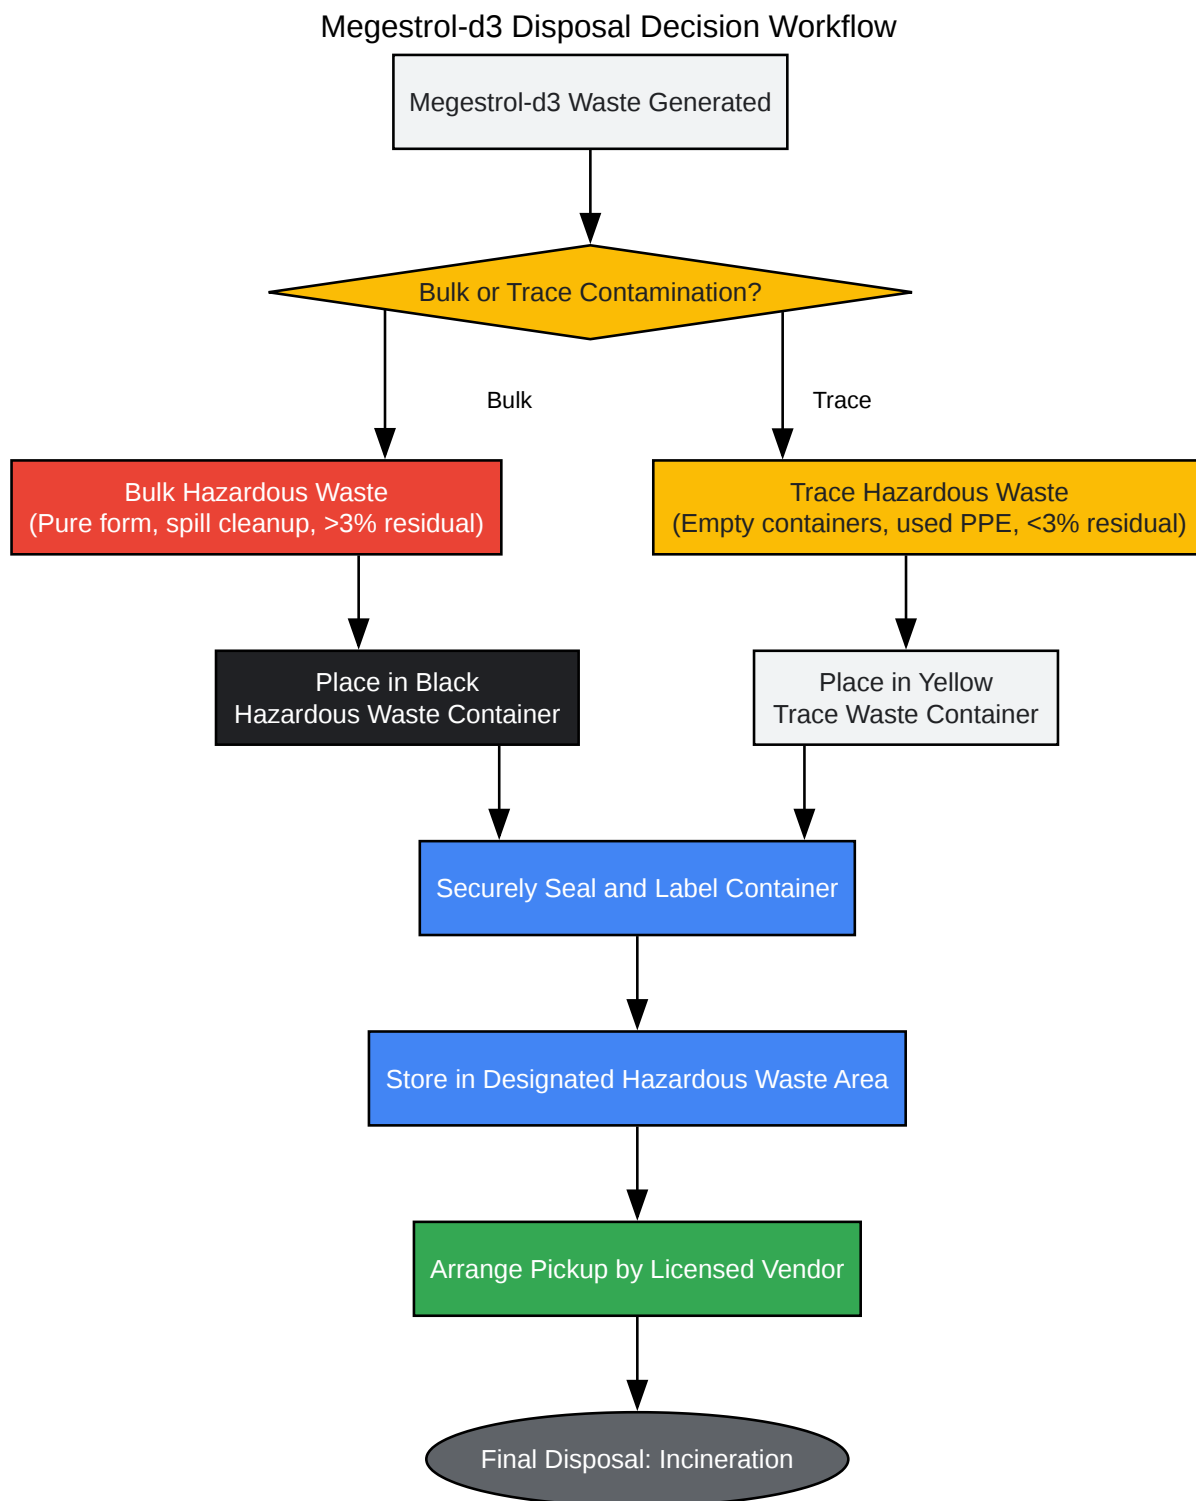 Megestrol-d3 Disposal Decision Workflow
Megestrol-d3 Waste Generated
Bulk or Trace Contamination?
Bulk
Trace
Bulk Hazardous Waste
(Pure form, spill cleanup, >3% residual)
Trace Hazardous Waste
(Empty containers, used PPE, <3% residual)
Place in Black
Hazardous Waste Container
Place in Yellow
Trace Waste Container
Securely Seal and Label Container
Store in Designated Hazardous Waste Area
Arrange Pickup by Licensed Vendor
Final Disposal: Incineration